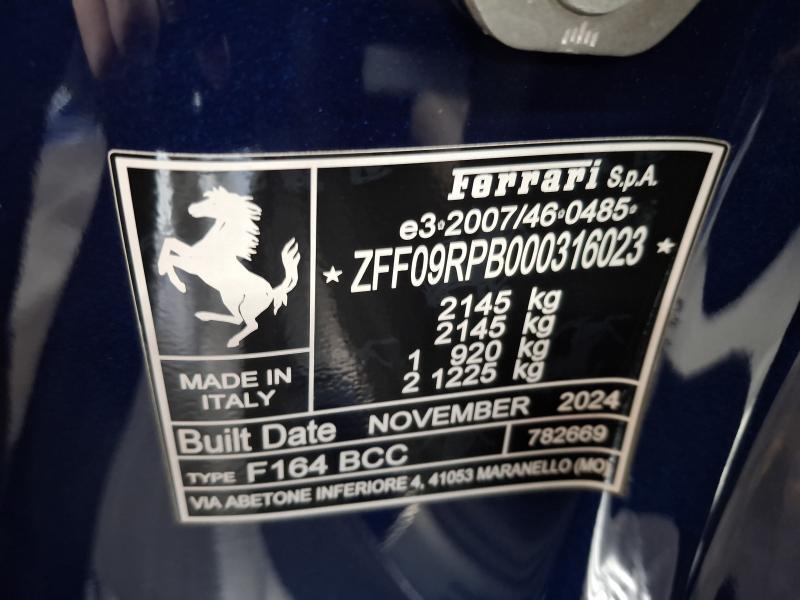 Ferrari S.p.A.
e3*2007/46*0485*
★ ZFF09RPB000316023 ★
2145 kg
2145 kg
1 920 kg
2 1225 kg
MADE IN
ITALY
Built Date NOVEMBER 2024
TYPE F164 BCC 782669
VIA ABETONE INFERIORE 4, 41053 MARANELLO (MO)